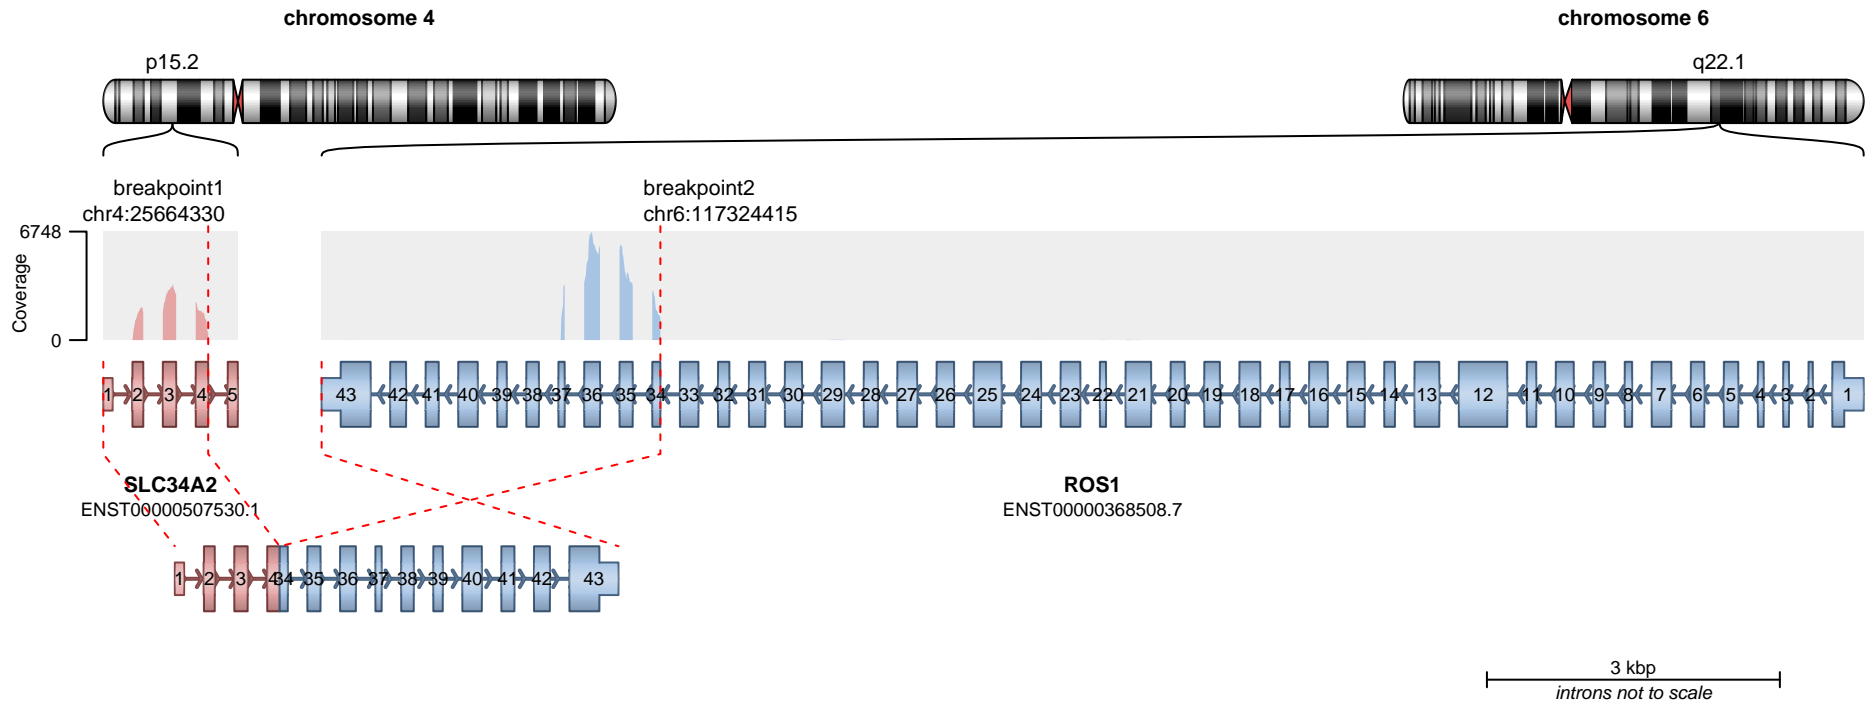 chromosome 4
chromosome 6
p15.2
q22.1
breakpoint1
chr4:25664330
breakpoint2
chr6:117324415
6748
Coverage
0
1 2 3 4 5
43 42 41 40 39 38 37 36 35 34 33 32 31 30 29 28 27 26 25 24 23 22 21 20 19 18 17 16 15 14 13 12 11 10 9 8 7 6 5 4 3 2 1
SLC34A2
ENST00000507530.1
ROS1
ENST00000368508.7
1 2 3 4 34 35 36 37 38 39 40 41 42 43
3 kbp
introns not to scale